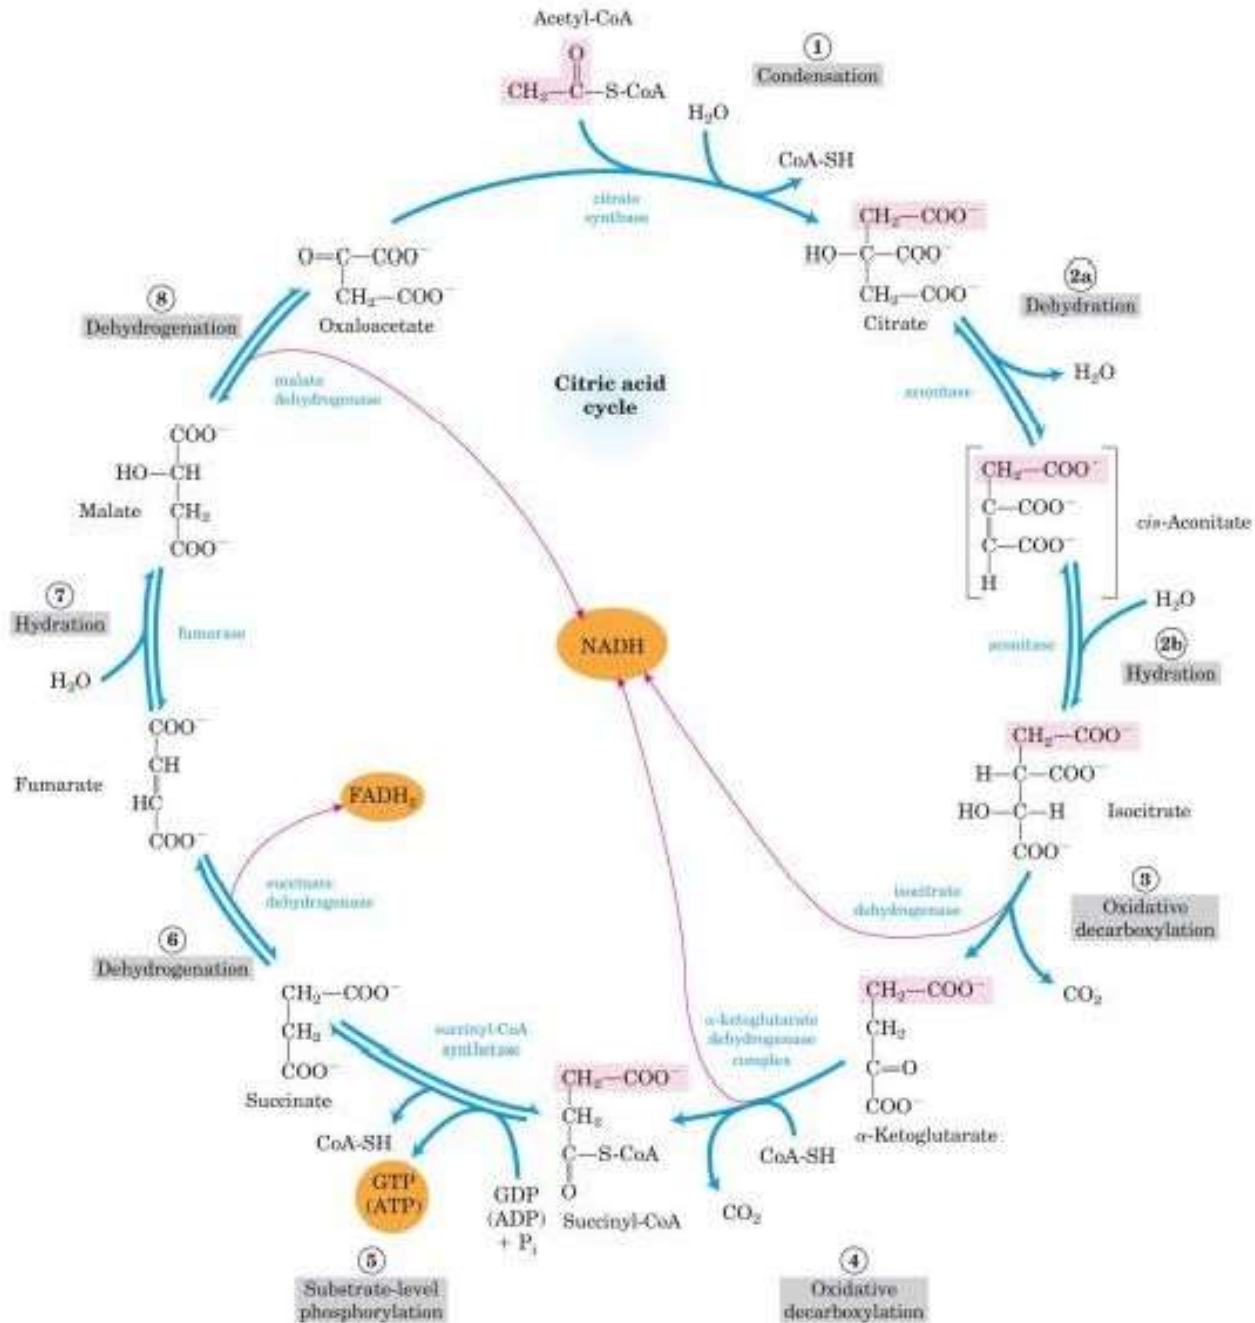 Acetyl-CoA
O
CH₃—C—S-CoA
1
Condensation
H₂O
CoA-SH
citrate
synthase
CH₂—COO⁻
HO—C—COO⁻
CH₂—COO⁻
Citrate
O=C—COO⁻
CH₂—COO⁻
Oxaloacetate
8
Dehydrogenation
malate
dehydrogenase
Citric acid
cycle
2a
Dehydration
H₂O
aconitase
CH₂—COO⁻
C—COO⁻
C—COO⁻
H
cis-Aconitate
COO⁻
HO—CH
Malate
CH₂
COO⁻
7
Hydration
fumarase
H₂O
NADH
H₂O
aconitase
2b
Hydration
CH₂—COO⁻
H—C—COO⁻
HO—C—H
COO⁻
Isocitrate
COO⁻
CH
Fumarate
HC
COO⁻
FADH₂
succinate
dehydrogenase
isocitrate
dehydrogenase
3
Oxidative
decarboxylation
CO₂
6
Dehydrogenation
CH₂—COO⁻
CH₂
COO⁻
Succinate
succinyl-CoA
synthetase
α-ketoglutarate
dehydrogenase
complex
CH₂—COO⁻
CH₂
C=O
COO⁻
α-Ketoglutarate
CH₂—COO⁻
CH₂
C—S-CoA
O
Succinyl-CoA
CoA-SH
CO₂
CoA-SH
GTP
(ATP)
GDP
(ADP)
+ Pᵢ
5
Substrate-level
phosphorylation
4
Oxidative
decarboxylation